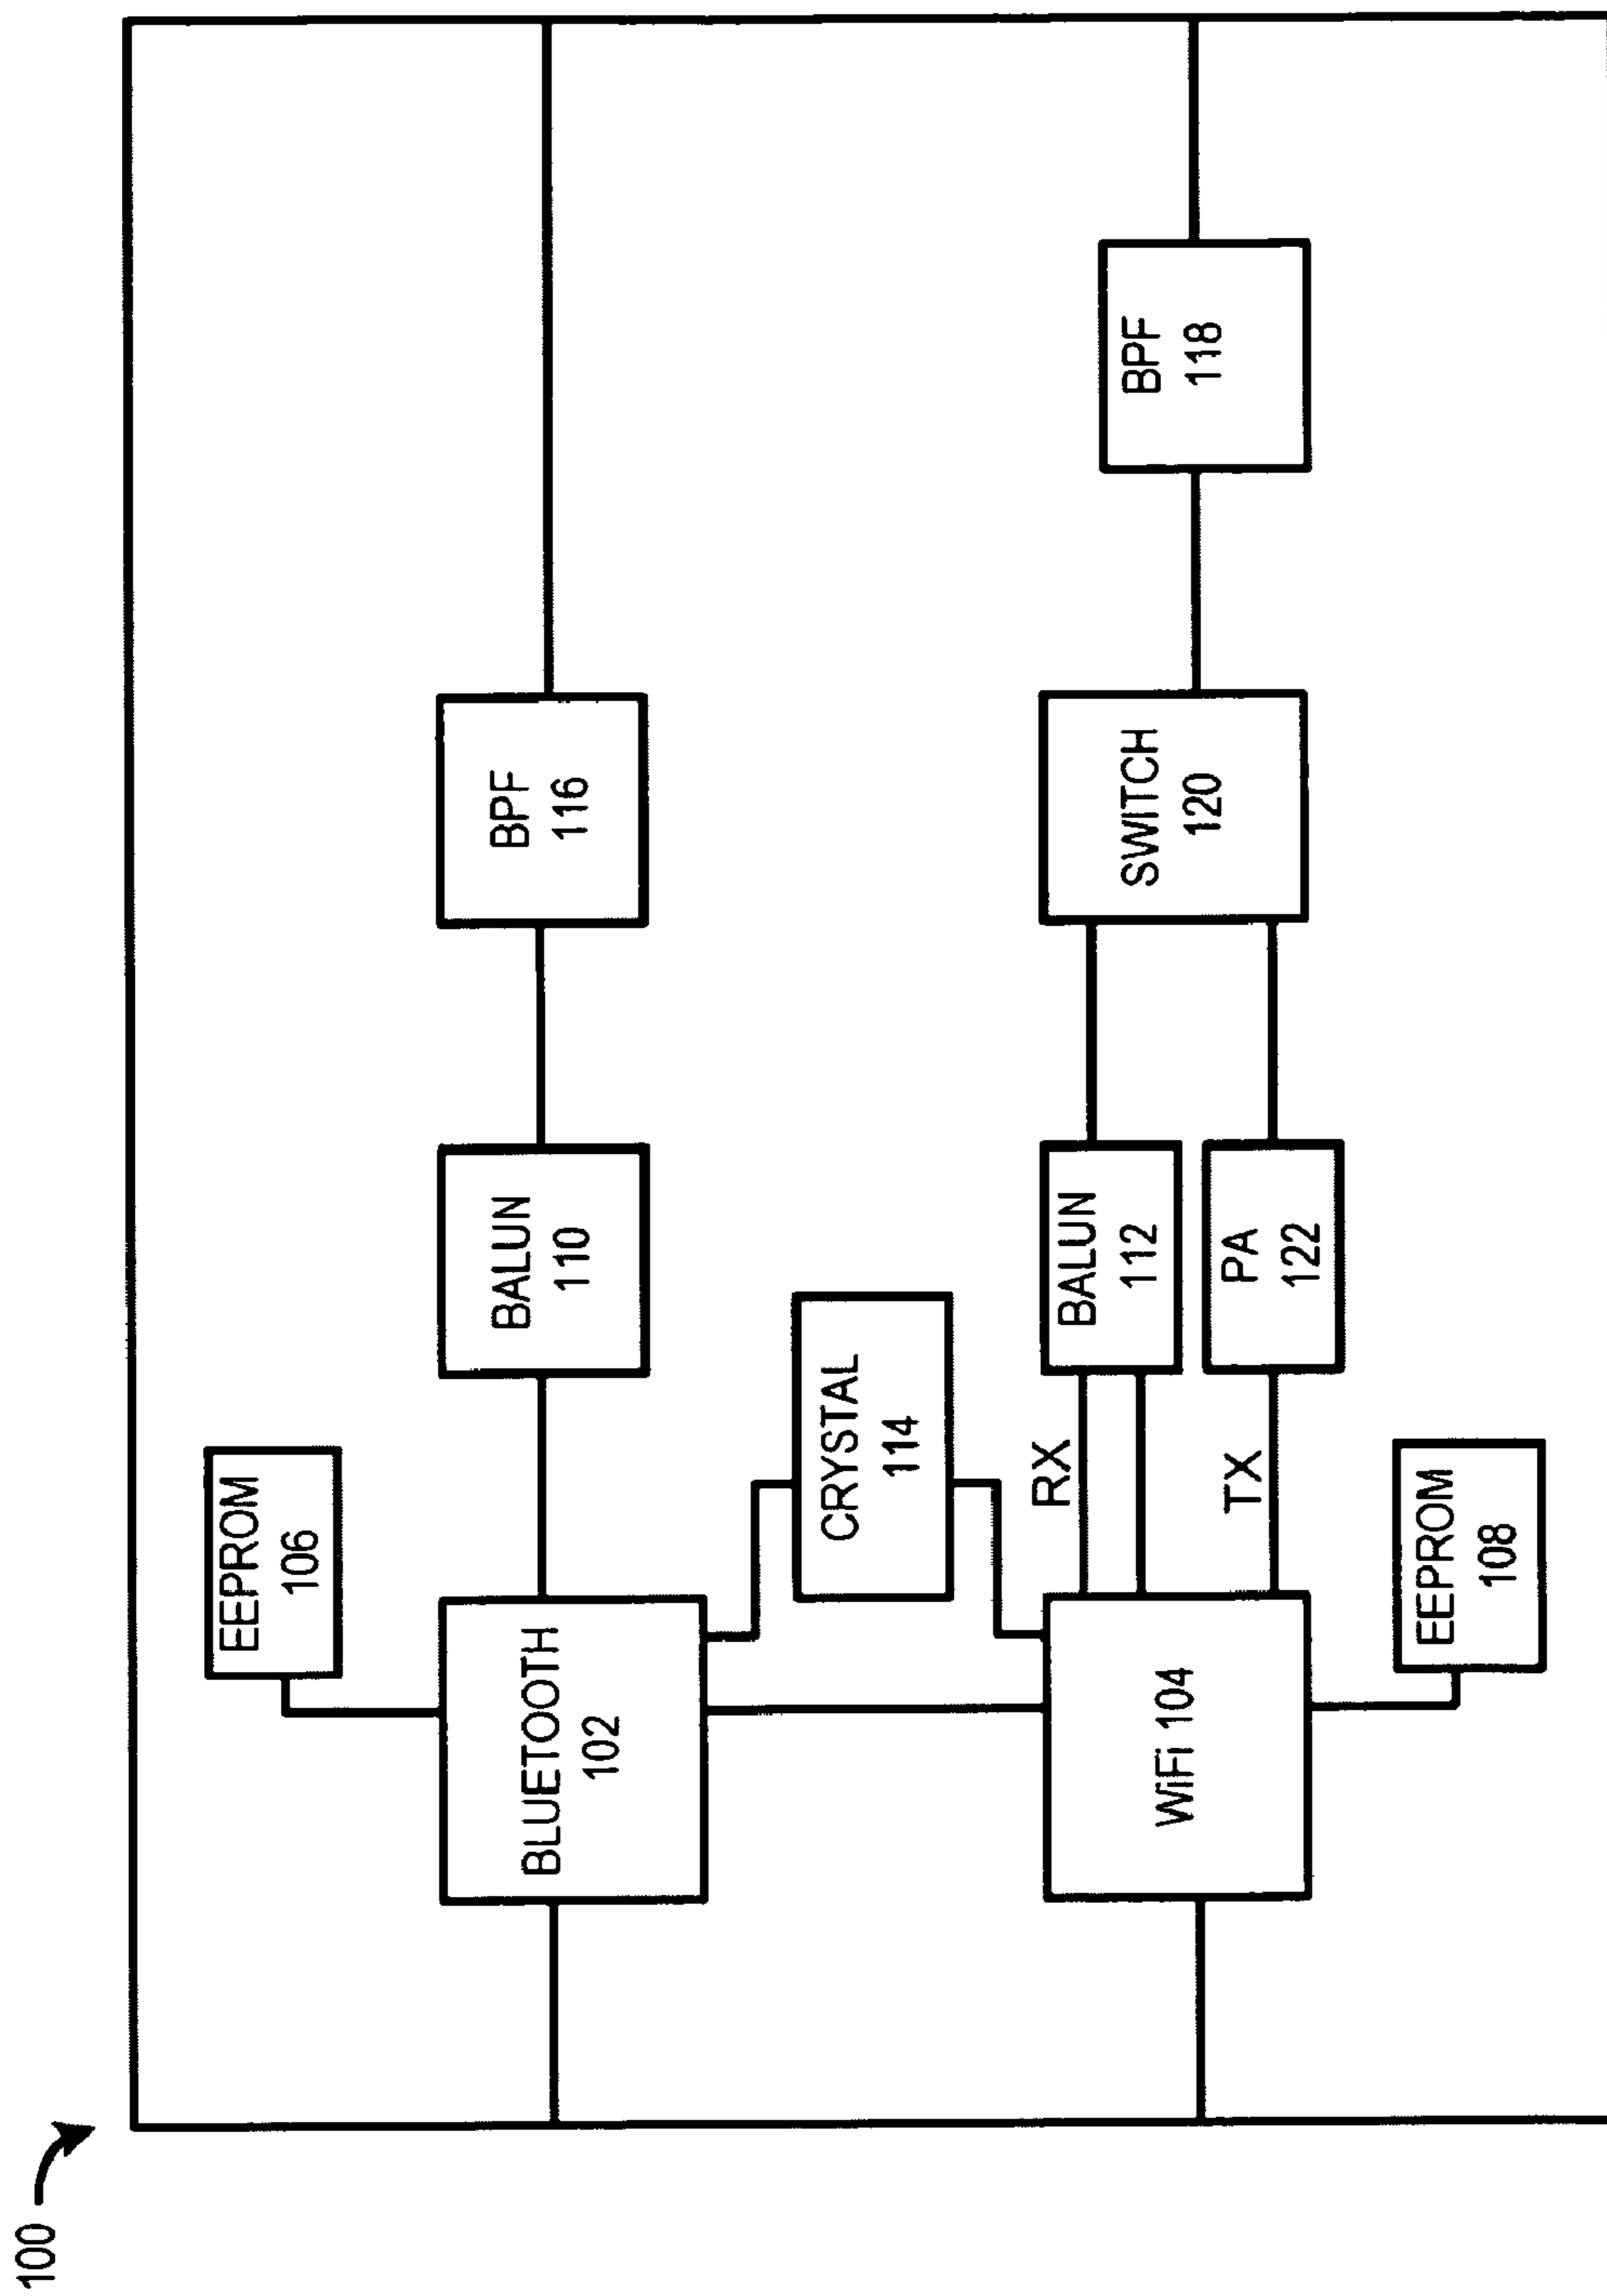 100
EEPROM
106
BLUETOOTH
102
BALUN
110
BPF
116
CRYSTAL
114
WiFi 104
RX
TX
BALUN
112
PA
122
SWITCH
120
BPF
118
EEPROM
108